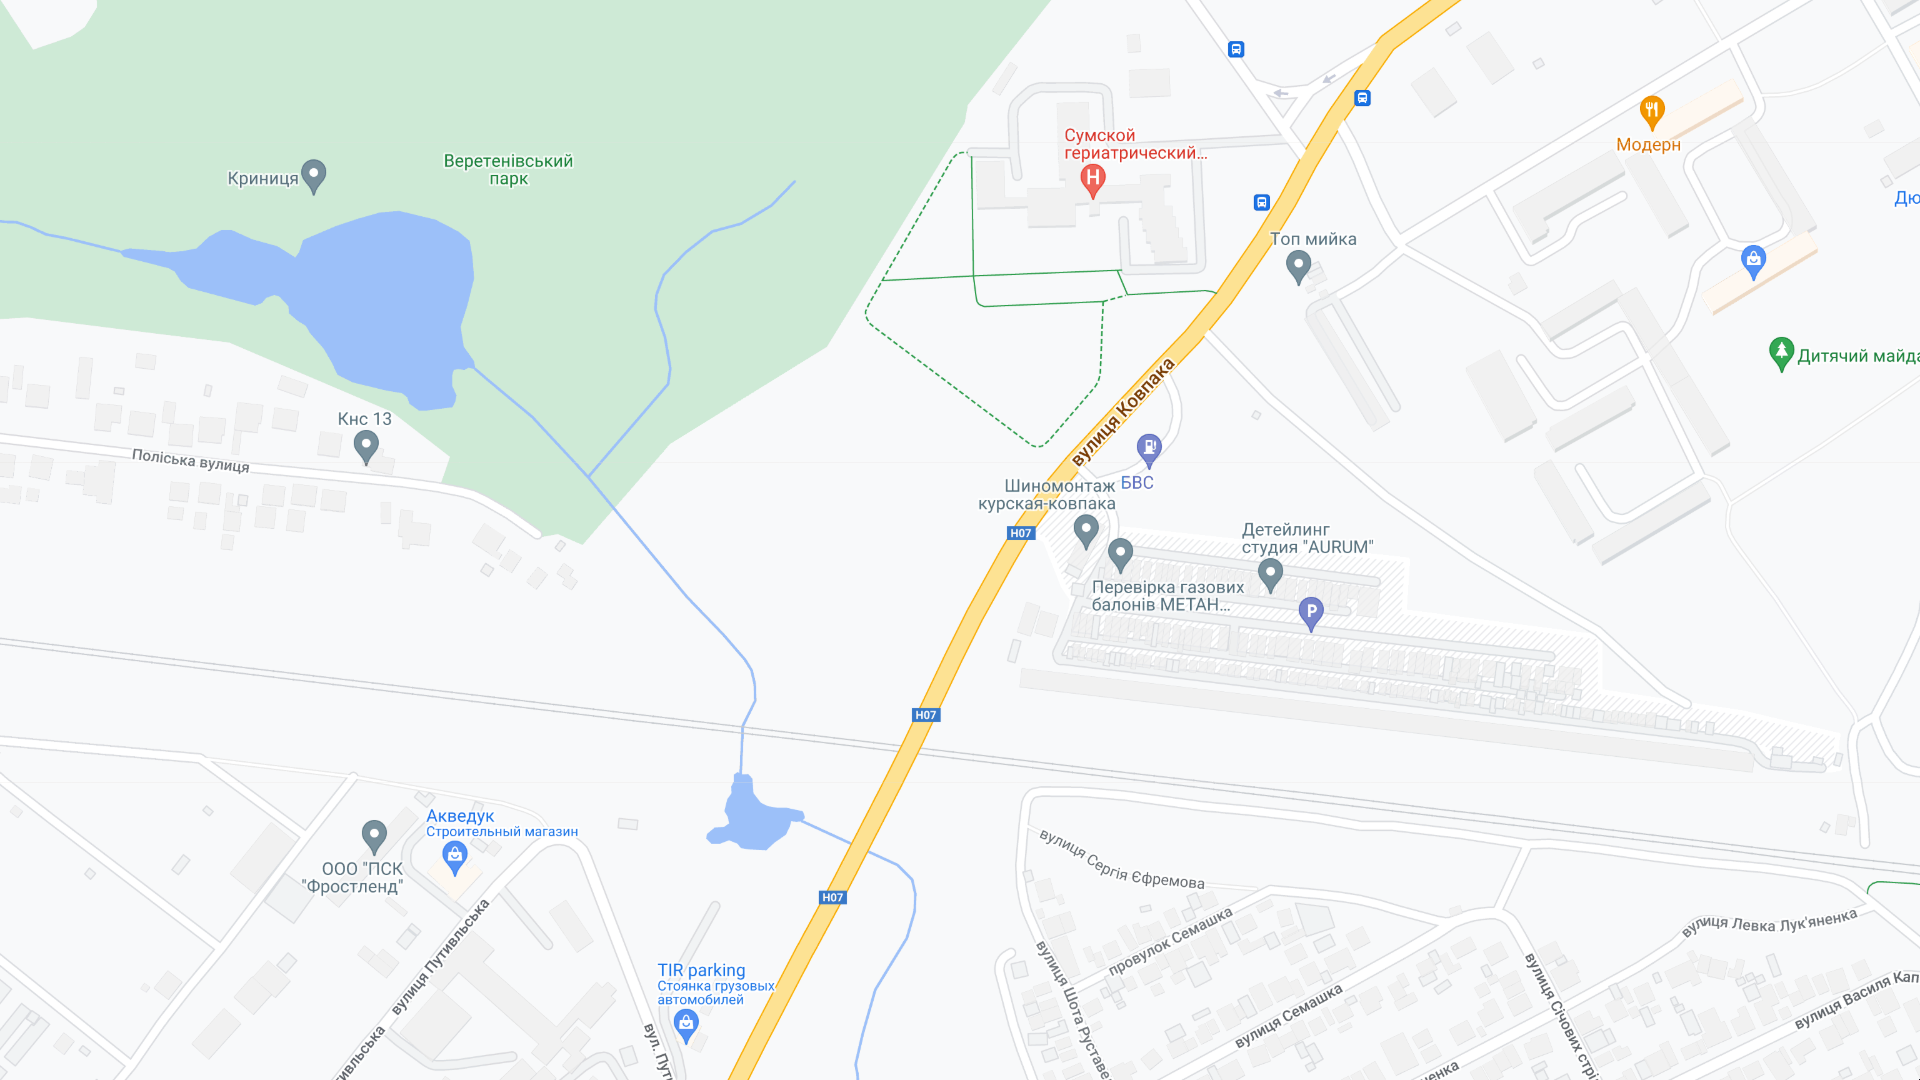 Сумской
гериатрический...
Модерн
Веретенівський
парк
Криниця
Дю
Топ мийка
Дитячий майда
вулиця Ковпака
Кнс 13
Поліська вулиця
Шиномонтаж
курская-ковпака
БВС
H07
Детейлинг
студия "AURUM"
Перевірка газових
балонів МЕТАН...
P
H07
Акведук
Строительный магазин
ООО "ПСК
"Фростленд"
вулиця Сергія Єфремова
H07
вулиця Путивльська
провулок Семашка
вулиця Левка Лук'яненка
TIR parking
Стоянка грузовых
автомобилей
вулиця Шота Руставе
вулиця Семашка
вулиця Січових стрі
вулиця Василя Кап
ивльська
вул. Пути
ненка